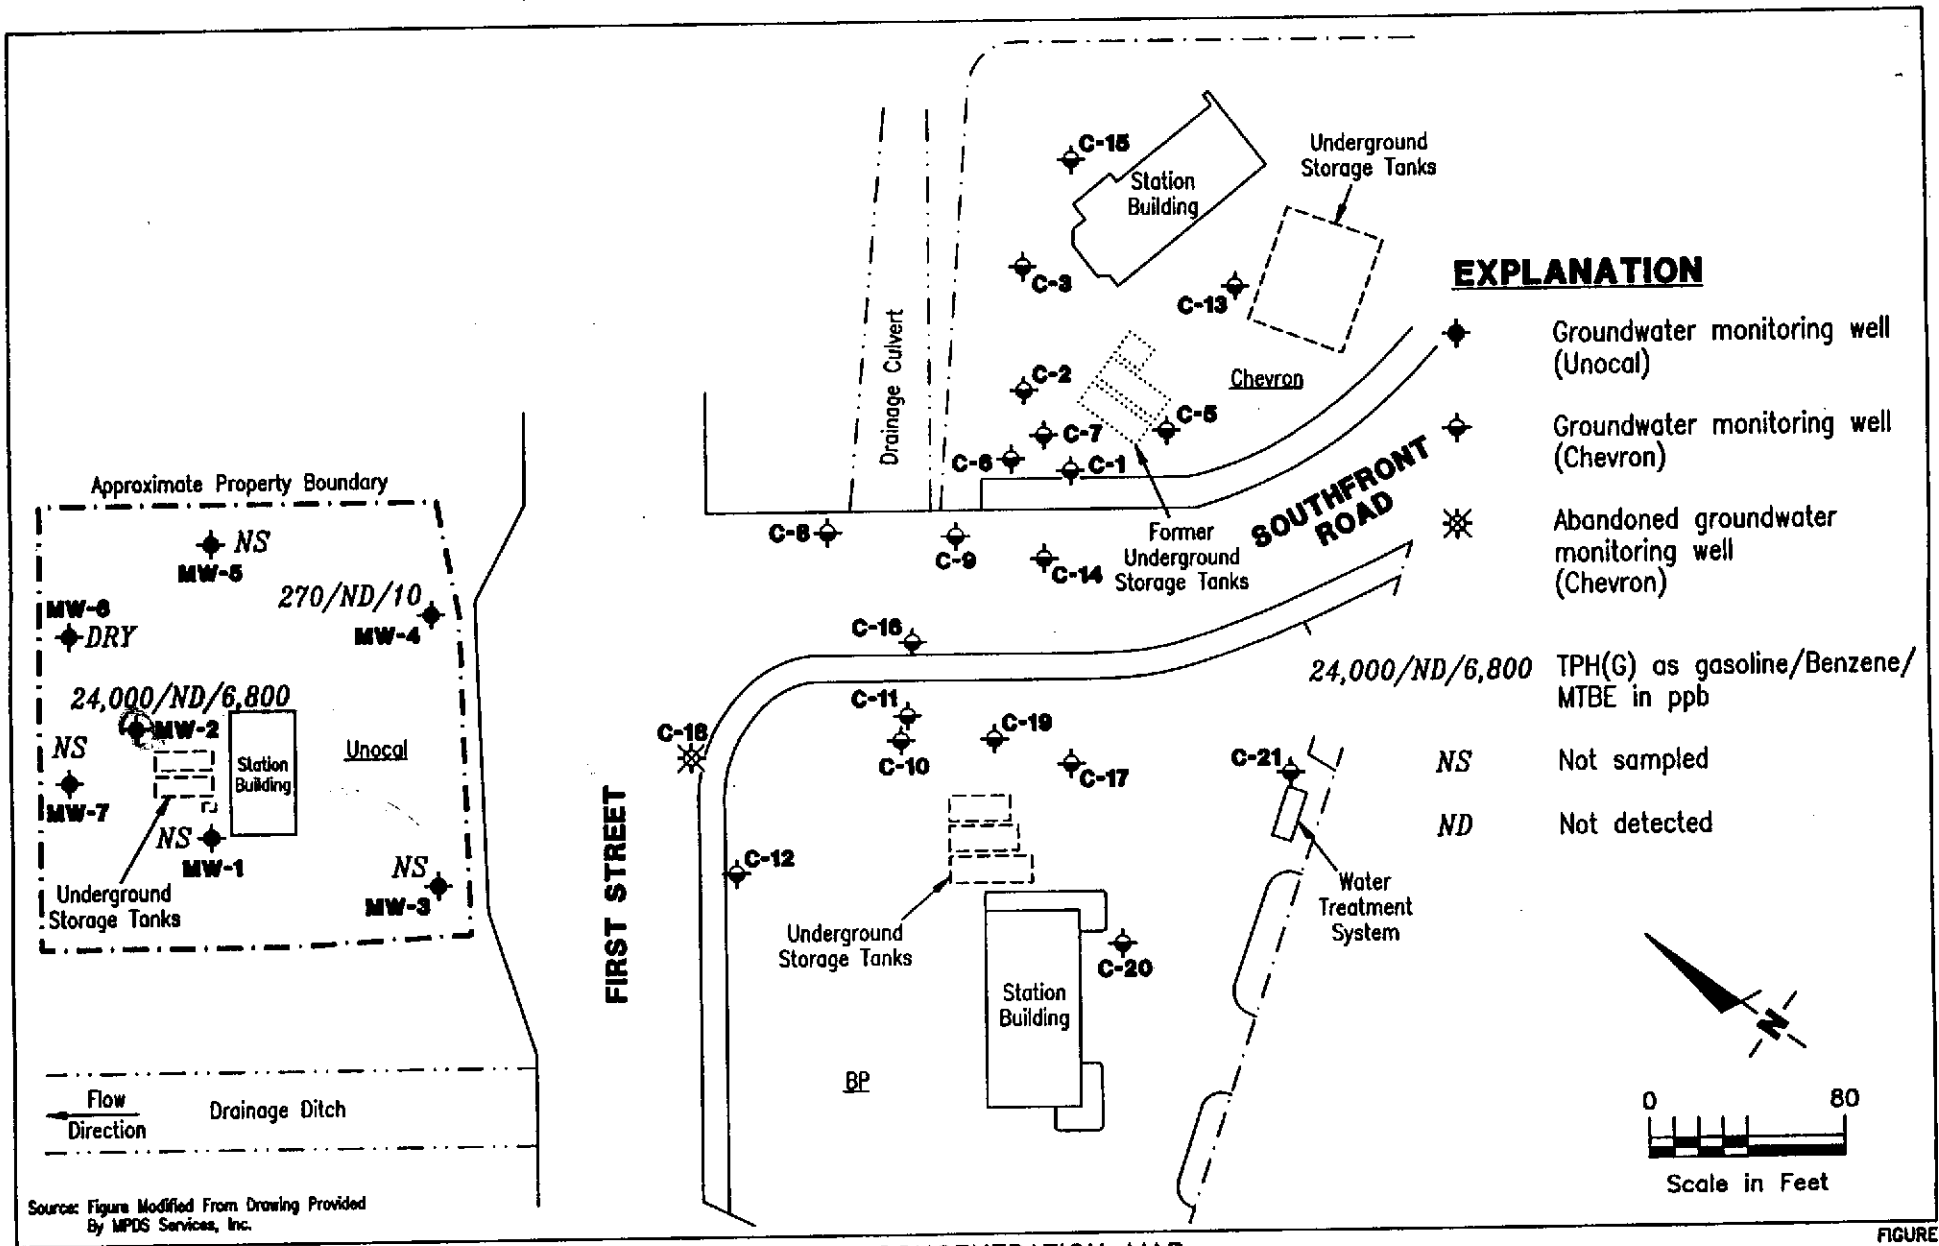 C-15
Station
Building
Underground
Storage Tanks
C-3
C-13
EXPLANATION
Groundwater monitoring well
(Unocal)
Drainage Culvert
C-2
Chevron
C-5
C-7
C-6
C-1
Groundwater monitoring well
(Chevron)
SOUTHFRONT
ROAD
Approximate Property Boundary
C-8
C-9
C-14
Former
Underground
Storage Tanks
Abandoned groundwater
monitoring well
(Chevron)
NS
MW-5
270/ND/10
MW-4
MW-6
DRY
C-16
24,000/ND/6,800
TPH(G) as gasoline/Benzene/
MTBE in ppb
24,000/ND/6,800
MW-2
NS
MW-7
Station
Building
Unocal
C-11
C-10
C-19
C-17
C-18
C-21
NS
Not sampled
ND
Not detected
NS
MW-1
NS
MW-3
Underground
Storage Tanks
FIRST STREET
C-12
Underground
Storage Tanks
Water
Treatment
System
C-20
Station
Building
BP
N
Flow
Direction
Drainage Ditch
0 80
Scale in Feet
Source: Figure Modified From Drawing Provided
By MPDS Services, Inc.
FIGURE